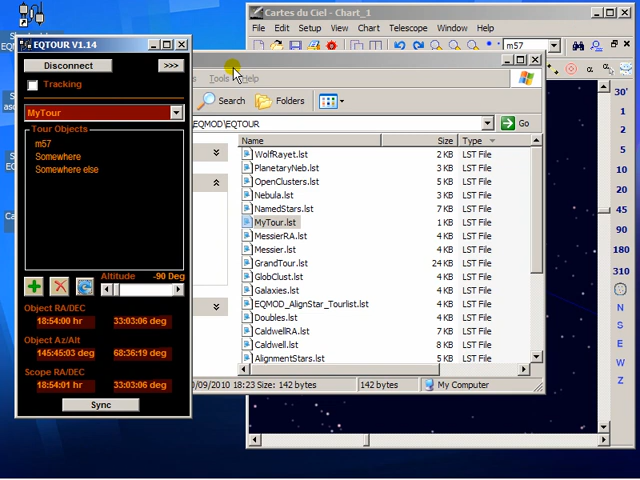 EQTOUR V1.14
Disconnect
>>>
Tracking
MyTour
Tour Objects
m57
Somewhere
Somewhere else
Altitude
-90 Deg
Object RA/DEC
18:54:00 hr
33:03:06 deg
Object Az/Alt
145:45:03 deg
68:36:19 deg
Scope RA/DEC
18:54:01 hr
33:03:06 deg
Sync
Tools
Help
Search
Folders
EQMOD\EQTOUR
Go
Name
Size
Type
WolfRayet.lst 2 KB LST File
PlanetaryNeb.lst 3 KB LST File
OpenClusters.lst 5 KB LST File
Nebula.lst 3 KB LST File
NamedStars.lst 7 KB LST File
MyTour.lst 1 KB LST File
MessierRA.lst 4 KB LST File
Messier.lst 4 KB LST File
GrandTour.lst 24 KB LST File
GlobClust.lst 4 KB LST File
Galaxies.lst 4 KB LST File
EQMOD_AlignStar_Tourlist.lst 4 KB LST File
Doubles.lst 4 KB LST File
CaldwellRA.lst 7 KB LST File
Caldwell.lst 8 KB LST File
AlignmentStars.lst 5 KB LST File
0/09/2010 18:23 Size: 142 bytes
142 bytes
My Computer
Cartes du Ciel - Chart_1
File Edit Setup View Chart Telescope Window Help
m57
30'
1
2
5
10
20
45
90
180
310
N
S
E
W
Z